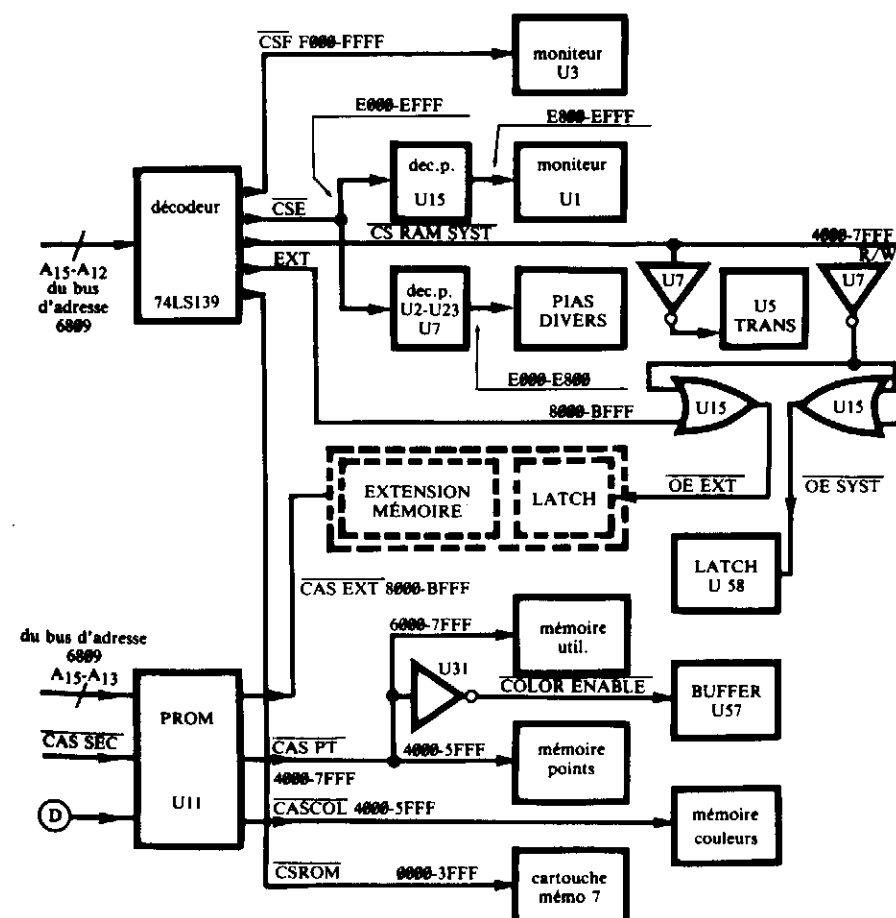 CSF F000-FFFF
moniteur
U3
E000-EFFF
E800-EFFF
dec.p.
U15
moniteur
U1
décodeur
74LS139
CSE
CS RAM SYST
4000-7FFF
R/W
A15-A12
du bus
d'adresse
6809
EXT
dec.p.
U2-U23
U7
PIAS
DIVERS
U7
U5
TRANS
U7
E000-E800
8000-BFFF
U15
U15
OE EXT
OE SYST
EXTENSION
MÉMOIRE
LATCH
LATCH
U 58
CAS EXT 8000-BFFF
du bus d'adresse
6809
A15-A13
6000-7FFF
mémoire
util.
U31
COLOR ENABLE
BUFFER
U57
PROM
U11
CAS SEC
CAS PT
4000-7FFF
4000-5FFF
mémoire
points
D
CASCOL 4000-5FFF
mémoire
couleurs
CSROM
0000-3FFF
cartouche
mémo 7